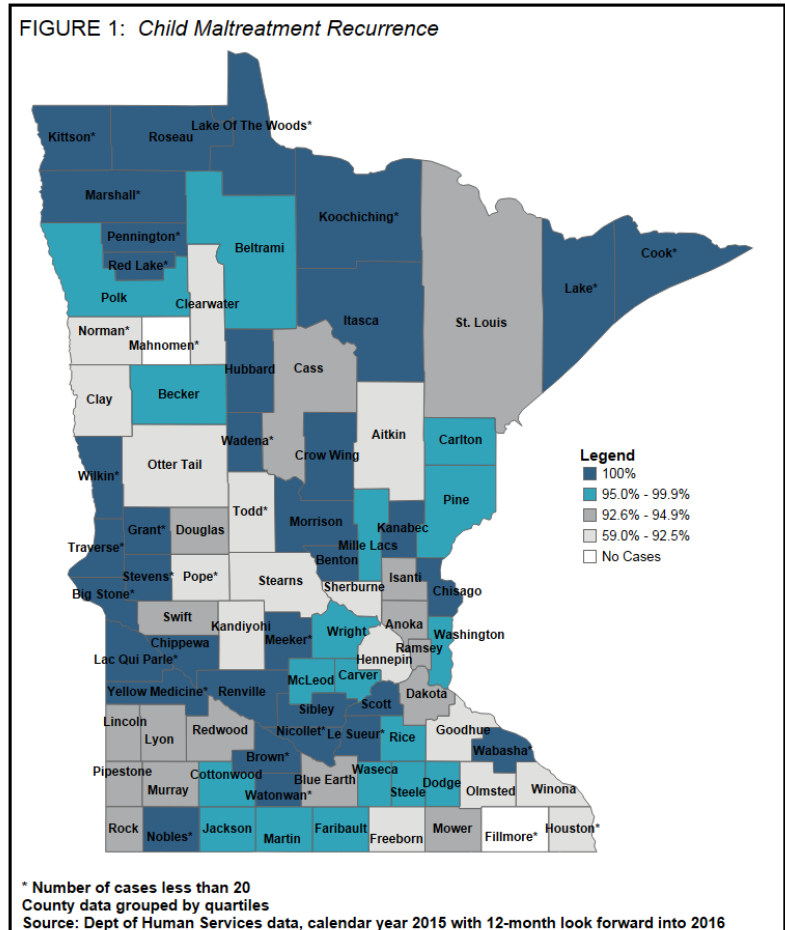 FIGURE 1: Child Maltreatment Recurrence
Lake Of The Woods*
Kittson*
Roseau
Marshall*
Koochiching*
Pennington*
Beltrami
Cook*
Red Lake*
Lake*
Polk
Clearwater
Itasca
St. Louis
Norman*
Mahnomen*
Hubbard
Cass
Clay
Becker
Aitkin
Carlton
Wadena*
Crow Wing
Otter Tail
Wilkin*
Pine
Todd*
Morrison
Kanabec
Grant*
Douglas
Mille Lacs
Traverse*
Benton
Stevens*
Pope*
Stearns
Isanti
Sherburne
Chisago
Big Stone*
Swift
Kandiyohi
Anoka
Wright
Washington
Chippewa
Meeker*
Ramsey
Lac Qui Parle*
Hennepin
McLeod
Carver
Yellow Medicine*
Renville
Dakota
Scott
Sibley
Lincoln
Lyon
Redwood
Nicollet*
Le Sueur*
Rice
Goodhue
Wabasha*
Brown*
Pipestone
Cottonwood
Blue Earth
Waseca
Dodge
Murray
Watonwan*
Steele
Olmsted
Winona
Rock
Nobles*
Jackson
Martin
Faribault
Freeborn
Mower
Fillmore*
Houston*
Legend
100%
95.0% - 99.9%
92.6% - 94.9%
59.0% - 92.5%
No Cases
* Number of cases less than 20
County data grouped by quartiles
Source: Dept of Human Services data, calendar year 2015 with 12-month look forward into 2016